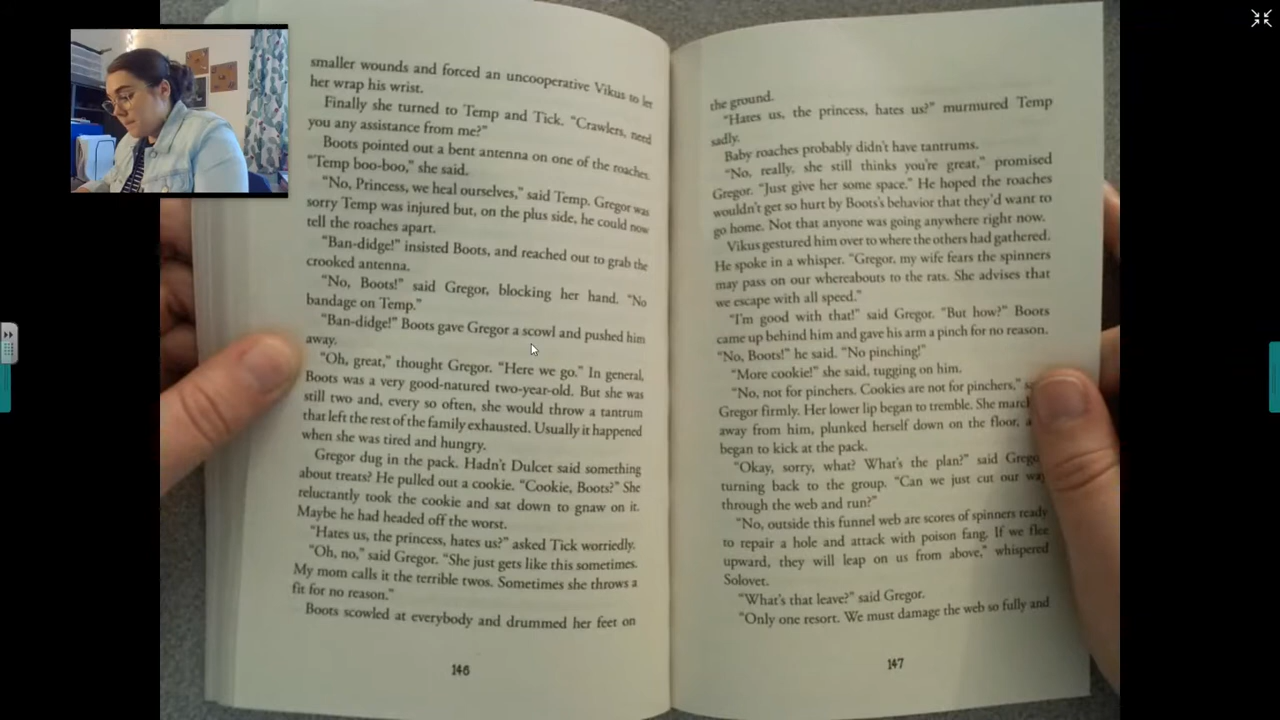 smaller wounds and forced an uncooperative Vikus to let
her wrap his wrist.
Finally she turned to Temp and Tick. “Crawlers, need
you any assistance from me?”
Boots pointed out a bent antenna on one of the roaches.
“Temp boo-boo,” she said.
“No, Princess, we heal ourselves,” said Temp. Gregor was
sorry Temp was injured but, on the plus side, he could now
tell the roaches apart.
“Ban-didge!” insisted Boots, and reached out to grab the
crooked antenna.
“No, Boots!” said Gregor, blocking her hand. “No
bandage on Temp.”
“Ban-didge!” Boots gave Gregor a scowl and pushed him
away.
“Oh, great,” thought Gregor. “Here we go.” In general,
Boots was a very good-natured two-year-old. But she was
still two and, every so often, she would throw a tantrum
that left the rest of the family exhausted. Usually it happened
when she was tired and hungry.
Gregor dug in the pack. Hadn’t Dulcet said something
about treats? He pulled out a cookie. “Cookie, Boots?” She
reluctantly took the cookie and sat down to gnaw on it.
Maybe he had headed off the worst.
“Hates us, the princess, hates us?” asked Tick worriedly.
“Oh, no,” said Gregor. “She just gets like this sometimes.
My mom calls it the terrible twos. Sometimes she throws a
fit for no reason.”
Boots scowled at everybody and drummed her feet on
146
the ground.
“Hates us, the princess, hates us?” murmured Temp
sadly.
Baby roaches probably didn’t have tantrums.
“No, really, she still thinks you’re great,” promised
Gregor. “Just give her some space.” He hoped the roaches
wouldn’t get so hurt by Boots’s behavior that they’d want to
go home. Not that anyone was going anywhere right now.
Vikus gestured him over to where the others had gathered.
He spoke in a whisper. “Gregor, my wife fears the spinners
may pass on our whereabouts to the rats. She advises that
we escape with all speed.”
“I’m good with that!” said Gregor. “But how?” Boots
came up behind him and gave his arm a pinch for no reason.
“No, Boots!” he said. “No pinching!”
“More cookie!” she said, tugging on him.
“No, not for pinchers. Cookies are not for pinchers,”
Gregor firmly. Her lower lip began to tremble. She
away from him, plunked herself down on the floor,
began to kick at the pack.
“Okay, sorry, what? What’s the plan?” said
turning back to the group. “Can we just cut our way
through the web and run?”
“No, outside this funnel web are scores of spinners ready
to repair a hole and attack with poison fang. If we flee
upward, they will leap on us from above,” whispered
Solovet.
“What’s that leave?” said Gregor.
“Only one resort. We must damage the web so fully and
147